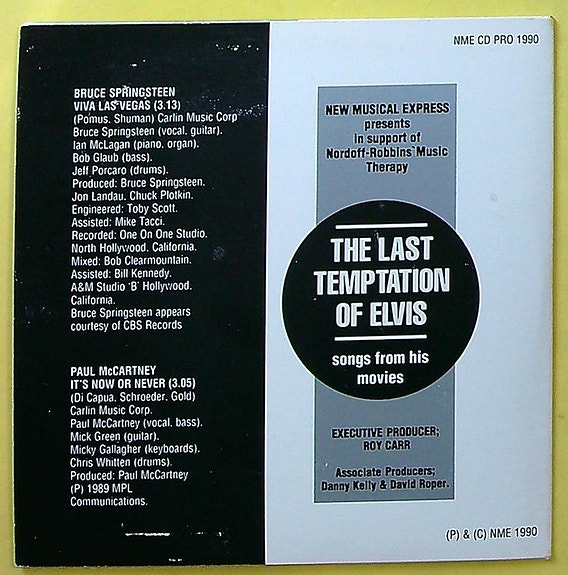 BRUCE SPRINGSTEEN
VIVA LAS VEGAS (3.13)
(Pomus. Shuman) Carlin Music Corp
Bruce Springsteen (vocal, guitar).
Ian McLagan (piano. organ).
Bob Glaub (bass).
Jeff Porcaro (drums).
Produced: Bruce Springsteen.
Jon Landau, Chuck Plotkin.
Engineered: Toby Scott.
Assisted: Mike Tacci.
Recorded: One On One Studio.
North Hollywood, California.
Mixed: Bob Clearmountain.
Assisted: Bill Kennedy.
A&M Studio 'B' Hollywood.
California.
Bruce Springsteen appears
courtesy of CBS Records
PAUL McCARTNEY
IT'S NOW OR NEVER (3.05)
(Di Capua. Schroeder. Gold)
Carlin Music Corp.
Paul McCartney (vocal, bass).
Mick Green (guitar).
Micky Gallagher (keyboards).
Chris Whitten (drums).
Produced: Paul McCartney
(P) 1989 MPL
Communications.
NME CD PRO 1990
NEW MUSICAL EXPRESS
presents
in support of
Nordoff-Robbins Music
Therapy
THE LAST
TEMPTATION
OF ELVIS
songs from his
movies
EXECUTIVE PRODUCER;
ROY CARR
Associate Producers;
Danny Kelly & David Roper.
(P) & (C) NME 1990